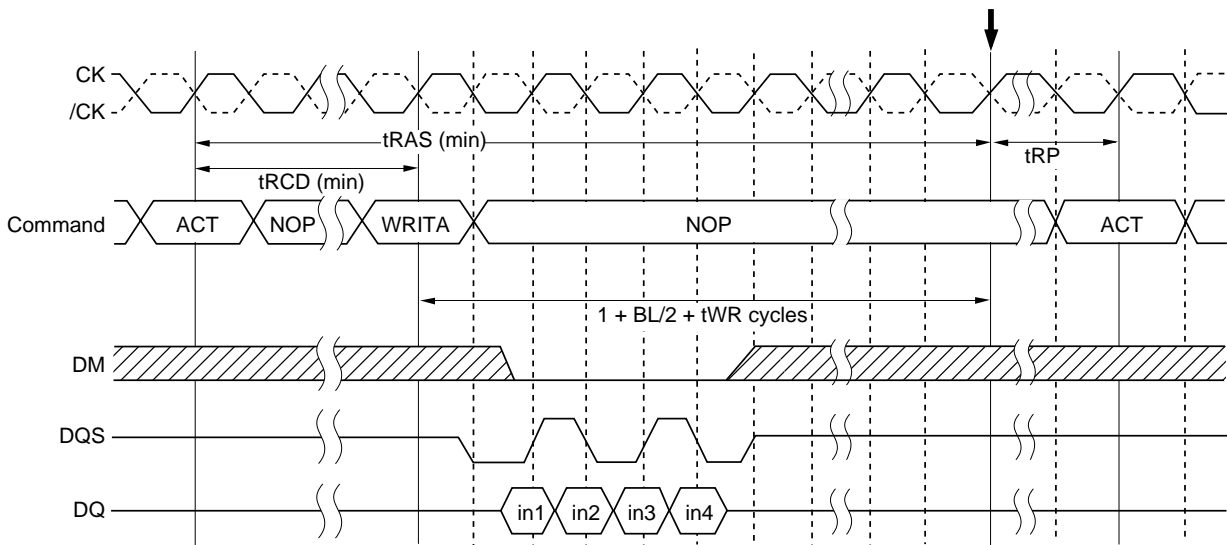 CK
/CK
tRAS (min)
tRP
tRCD (min)
Command
ACT
NOP
WRITA
NOP
ACT
1 + BL/2 + tWR cycles
DM
DQS
DQ
in1
in2
in3
in4